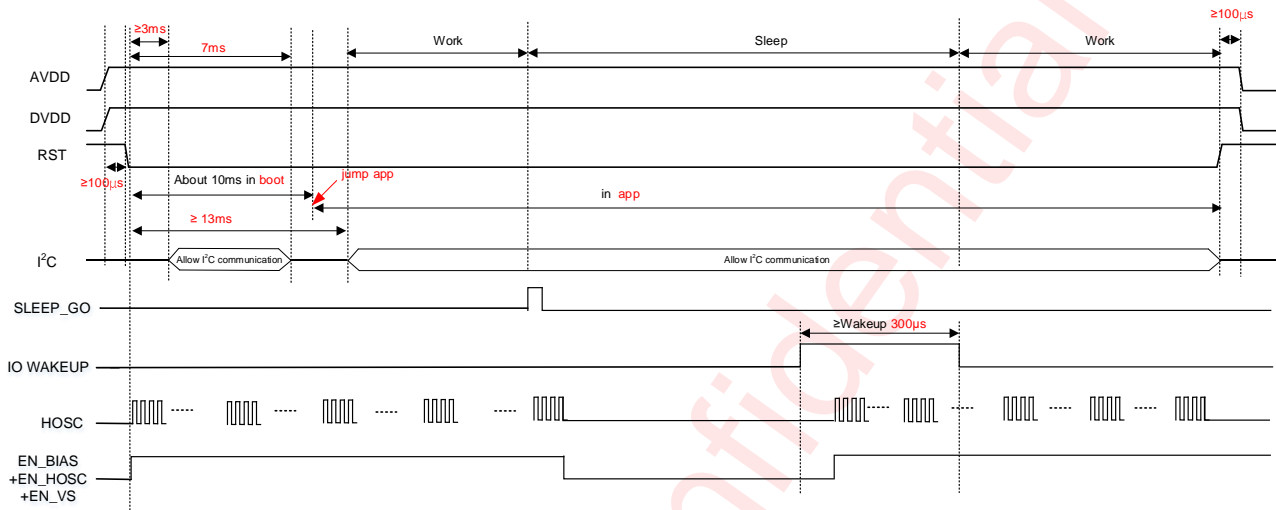 ≥3ms
≥100μs
7ms
Work
Sleep
Work
AVDD
DVDD
RST
≥100μs
About 10ms in boot
jump app
in app
≥ 13ms
I²C
Allow I²C communication
Allow I²C communication
SLEEP_GO
≥Wakeup 300μs
IO WAKEUP
HOSC
EN_BIAS
+EN_HOSC
+EN_VS
nfidential